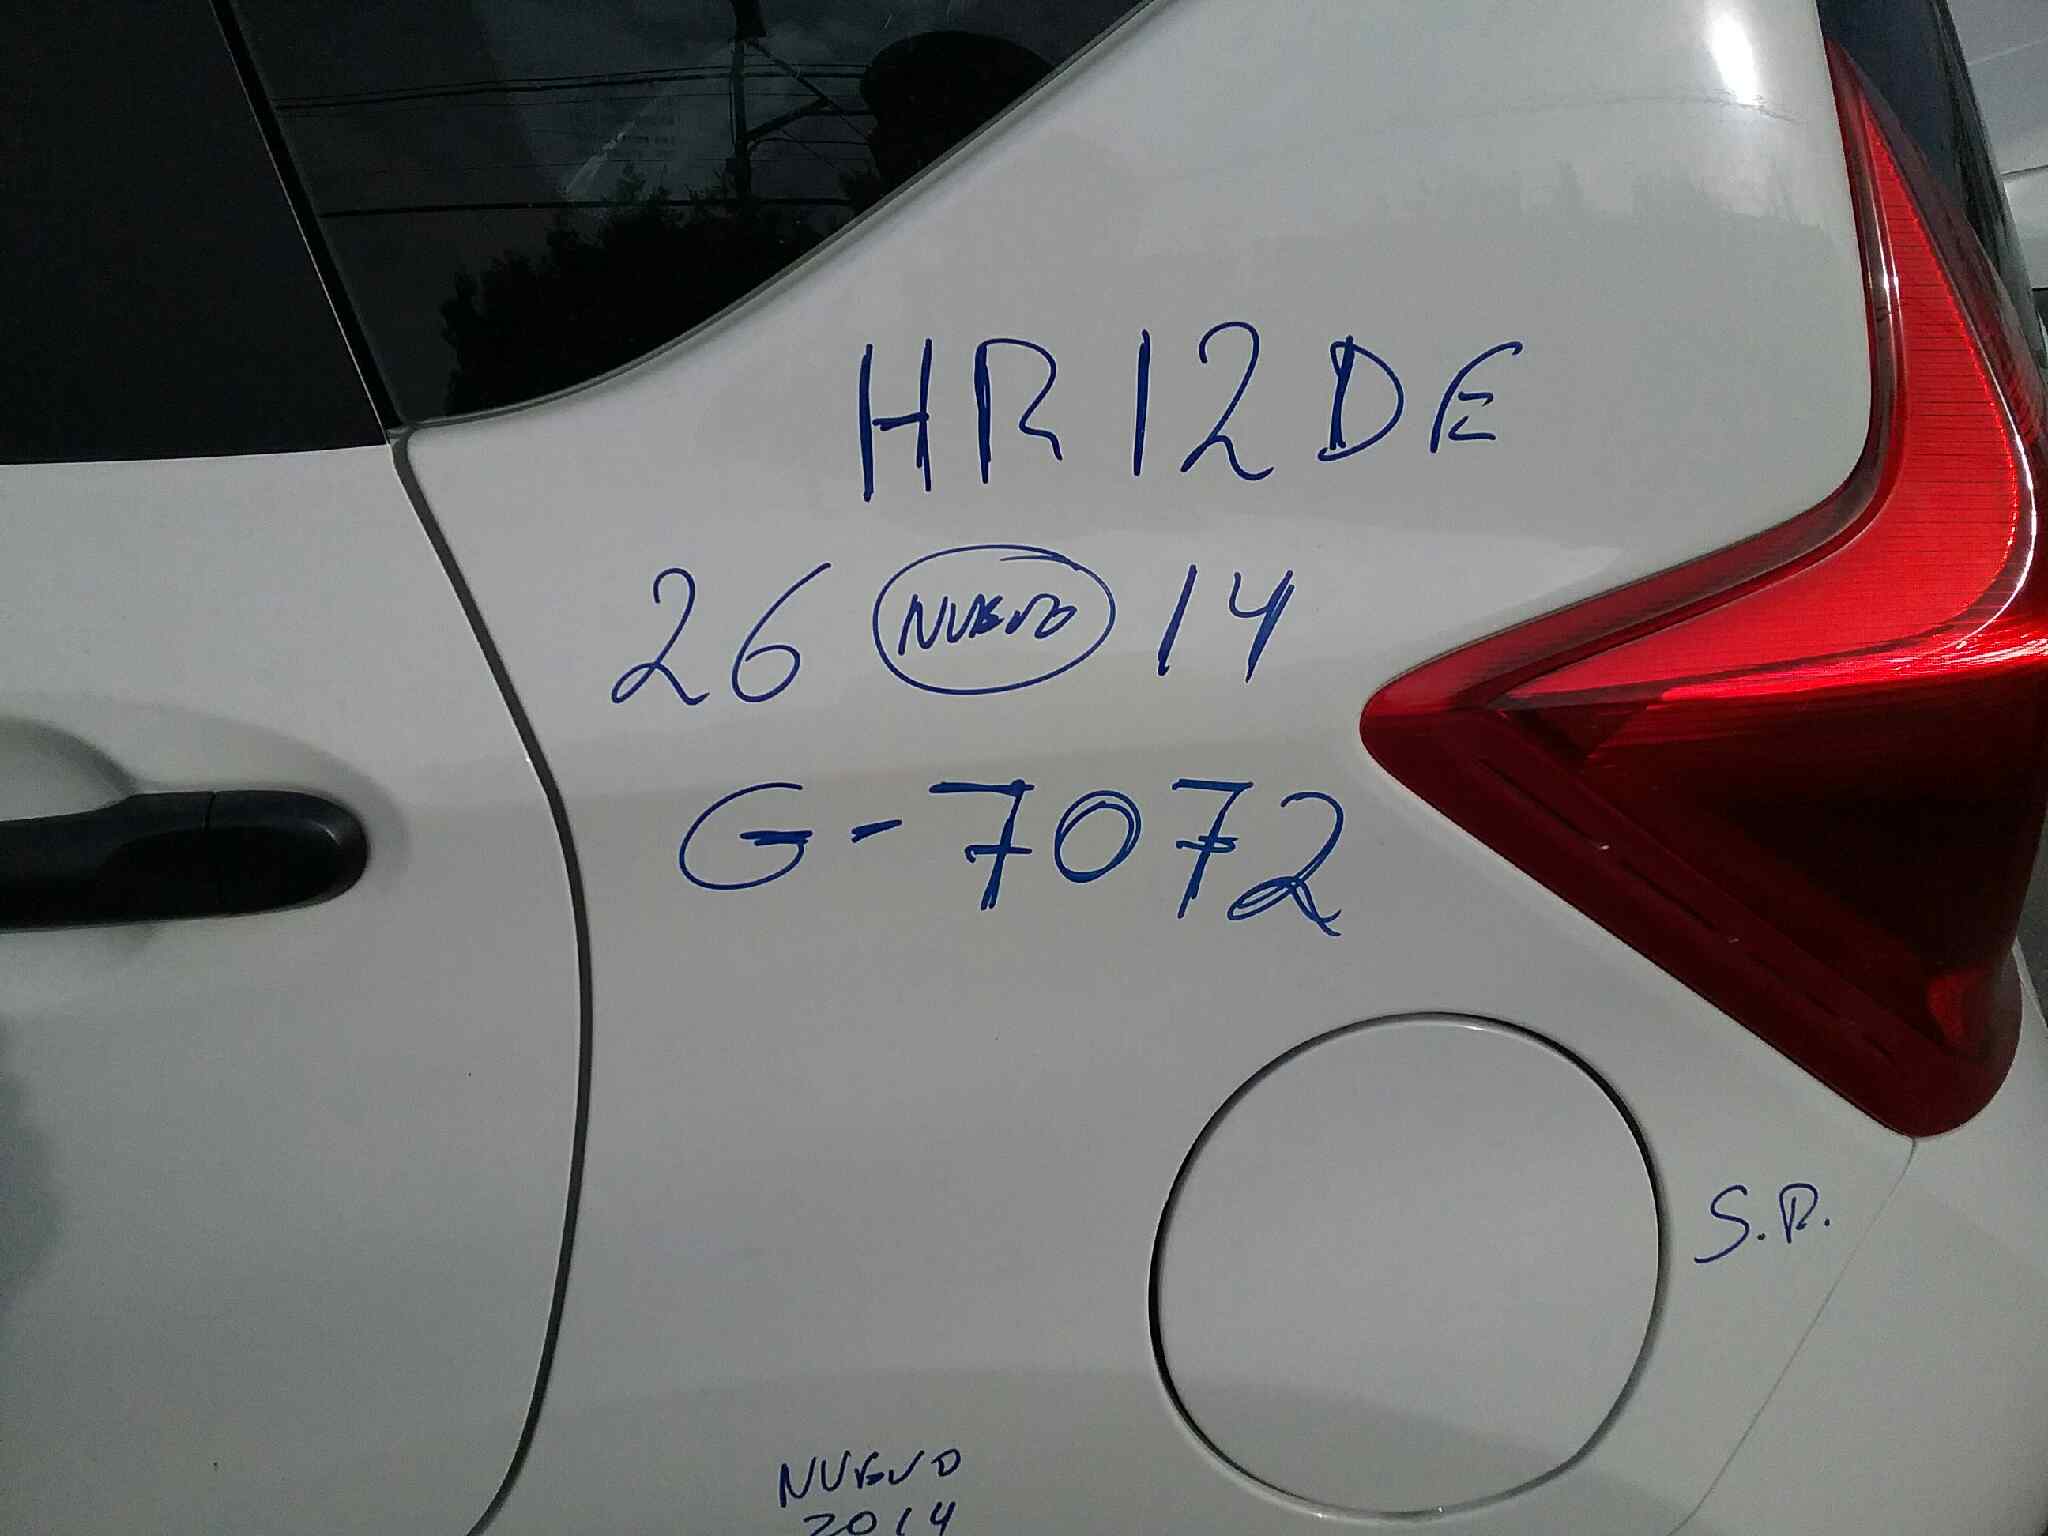 HR12DE
26 NUEVO 14
G-7072
S.R.
NUEVO
2014